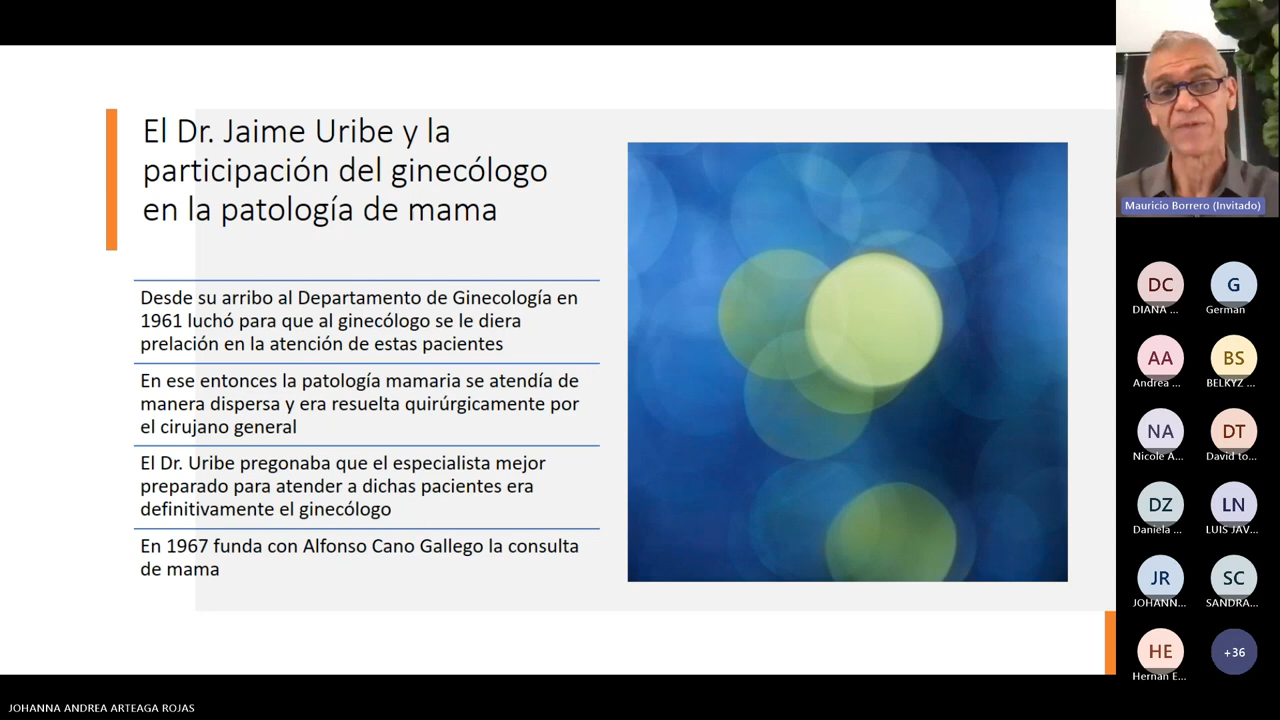 El Dr. Jaime Uribe y la
participación del ginecólogo
en la patología de mama
Desde su arribo al Departamento de Ginecología en
1961 luchó para que al ginecólogo se le diera
prelación en la atención de estas pacientes
En ese entonces la patología mamaria se atendía de
manera dispersa y era resuelta quirúrgicamente por
el cirujano general
El Dr. Uribe pregonaba que el especialista mejor
preparado para atender a dichas pacientes era
definitivamente el ginecólogo
En 1967 funda con Alfonso Cano Gallego la consulta
de mama
Mauricio Borrero (Invitado)
DC
G
DIANA ...
German
AA
BS
Andrea ...
BELKYZ ...
NA
DT
Nicole A...
David to...
DZ
LN
Daniela ...
LUIS JAV...
JR
SC
JOHANN...
SANDRA...
HE
+36
Hernan E...
JOHANNA ANDREA ARTEAGA ROJAS